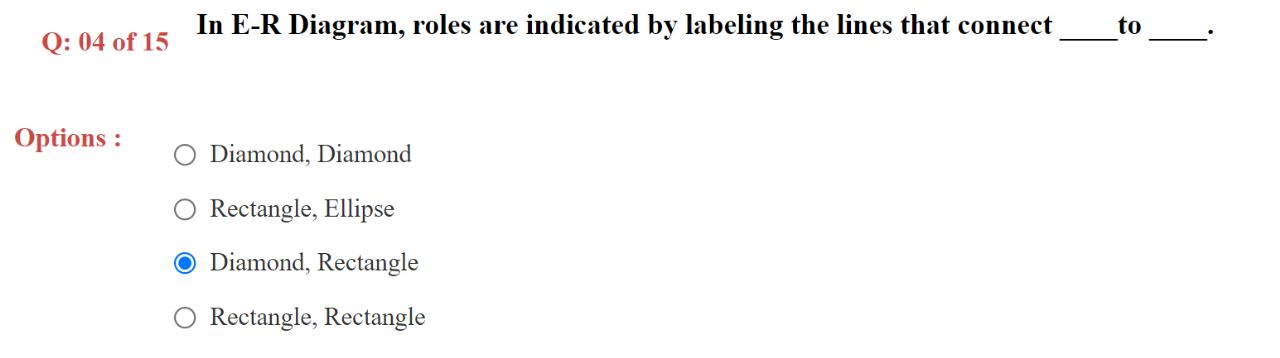 Q: 04 of 15
In E-R Diagram, roles are indicated by labeling the lines that connect ____to ____.
Options :
Diamond, Diamond
Rectangle, Ellipse
Diamond, Rectangle
Rectangle, Rectangle